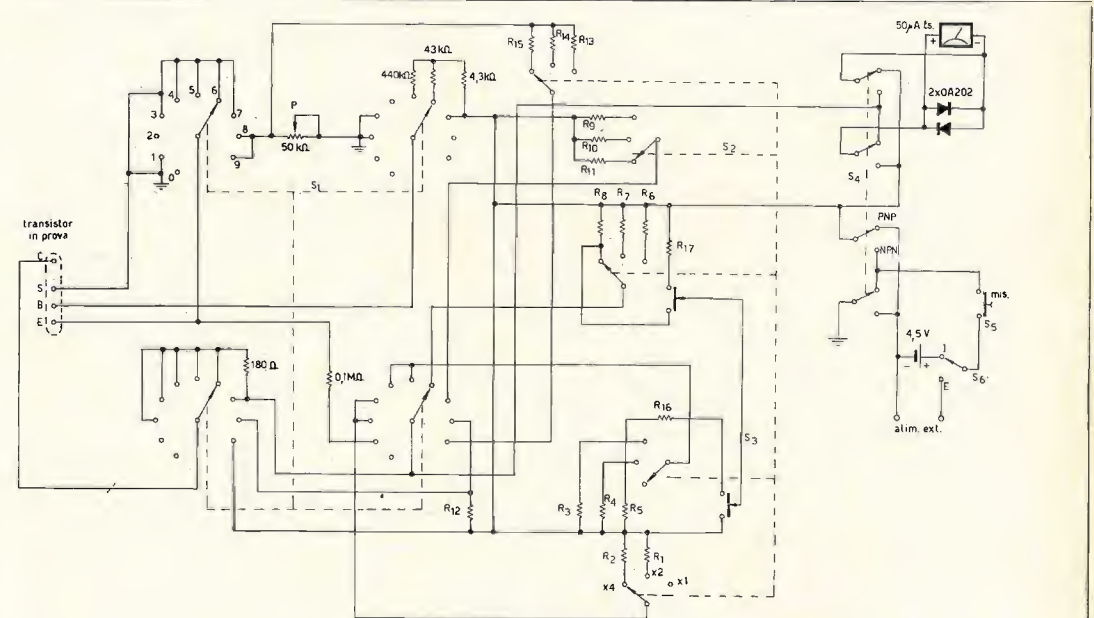 50µA f.s.
+ -
2x0A202
R15 R14 R13
43kΩ
440kΩ 4,3kΩ
5 6
4 7
3 8
2 9
1
0
P
50 kΩ
S1
R9
R10
R11
S2
S4
R8 R7 R6
R17
PNP
NPN
mis.
S5
transistor
in prova
C
S
B
E
4,5 V
- +
1
S6
E
alim. ext.
180 Ω
0,1MΩ
R16
S3
R12
R3 R4 R5
R2 R1
x4 x2 x1